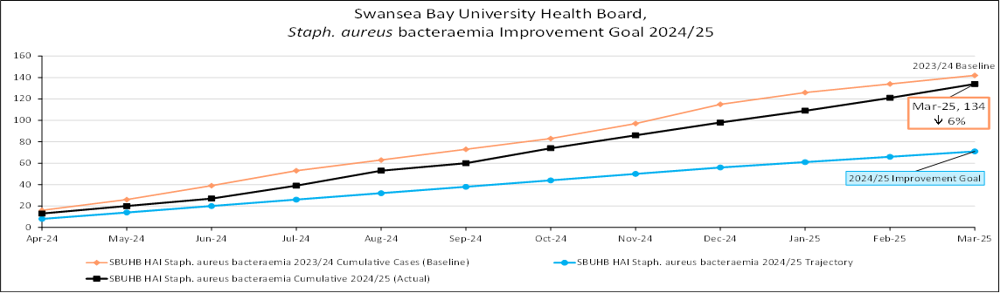 Swansea Bay University Health Board,
Staph. aureus bacteraemia Improvement Goal 2024/25
160
140
120
100
80
60
40
20
0
2023/24 Baseline
Mar-25, 134
↓ 6%
2024/25 Improvement Goal
Apr-24 May-24 Jun-24 Jul-24 Aug-24 Sep-24 Oct-24 Nov-24 Dec-24 Jan-25 Feb-25 Mar-25
SBUHB HAI Staph. aureus bacteraemia 2023/24 Cumulative Cases (Baseline) SBUHB HAI Staph. aureus bacteraemia 2024/25 Trajectory
SBUHB HAI Staph. aureus bacteraemia Cumulative 2024/25 (Actual)